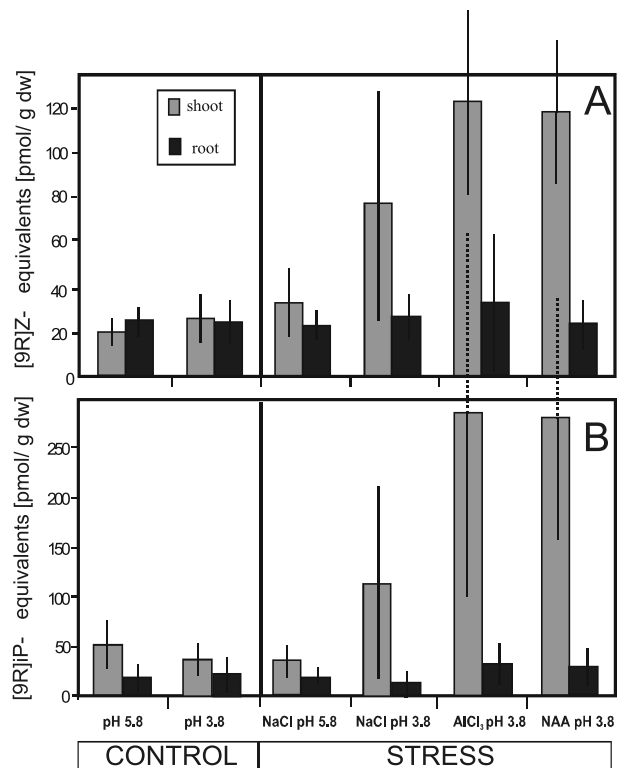 A
shoot
root
[9R]Z- equivalents [pmol/ g dw]
120
100
80
60
40
20
0
B
[9R]iP- equivalents [pmol/ g dw]
250
200
150
100
50
0
pH 5.8 pH 3.8 NaCl pH 5.8 NaCl pH 3.8 AlCl₃ pH 3.8 NAA pH 3.8
CONTROL STRESS